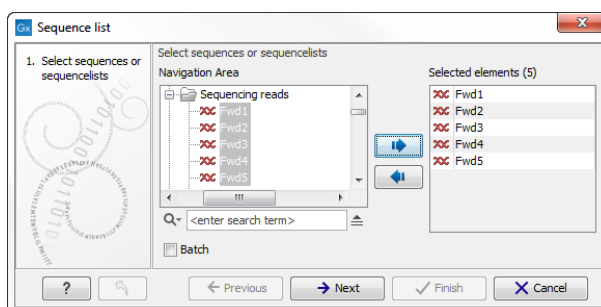 Gx Sequence list
1. Select sequences or
sequencelists
Select sequences or sequencelists
Navigation Area
Sequencing reads
Fwd1
Fwd2
Fwd3
Fwd4
Fwd5
<enter search term>
Batch
Selected elements (5)
Fwd1
Fwd2
Fwd3
Fwd4
Fwd5
?
Previous
Next
Finish
Cancel